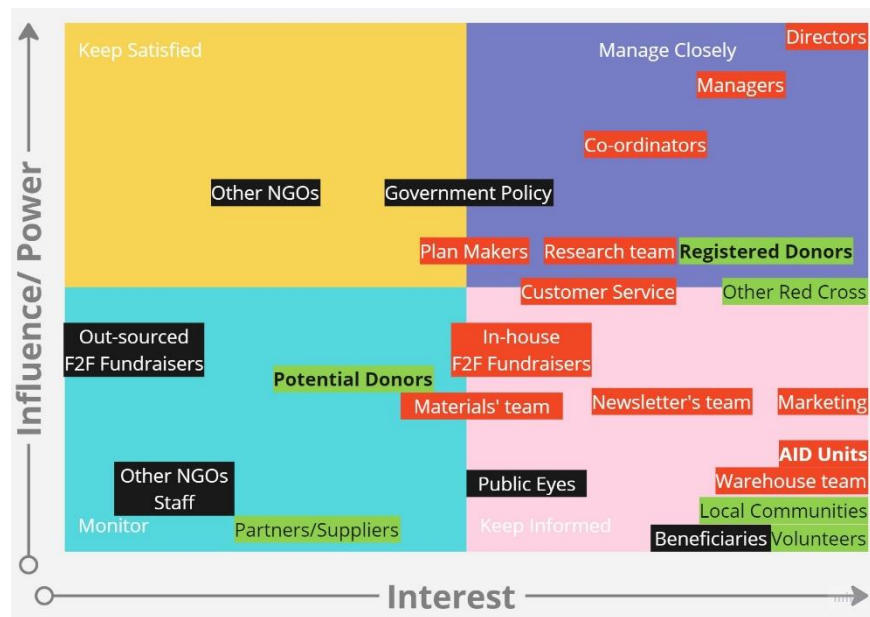 Directors
Keep Satisfied
Manage Closely
Managers
Co-ordinators
Other NGOs
Government Policy
Plan Makers
Research team
Registered Donors
Customer Service
Other Red Cross
Out-sourced
F2F Fundraisers
In-house
F2F Fundraisers
Potential Donors
Materials' team
Newsletter's team
Marketing
AID Units
Other NGOs
Staff
Public Eyes
Warehouse team
Local Communities
Monitor
Partners/Suppliers
Keep Informed
Beneficiaries
Volunteers
Influence/ Power
Interest